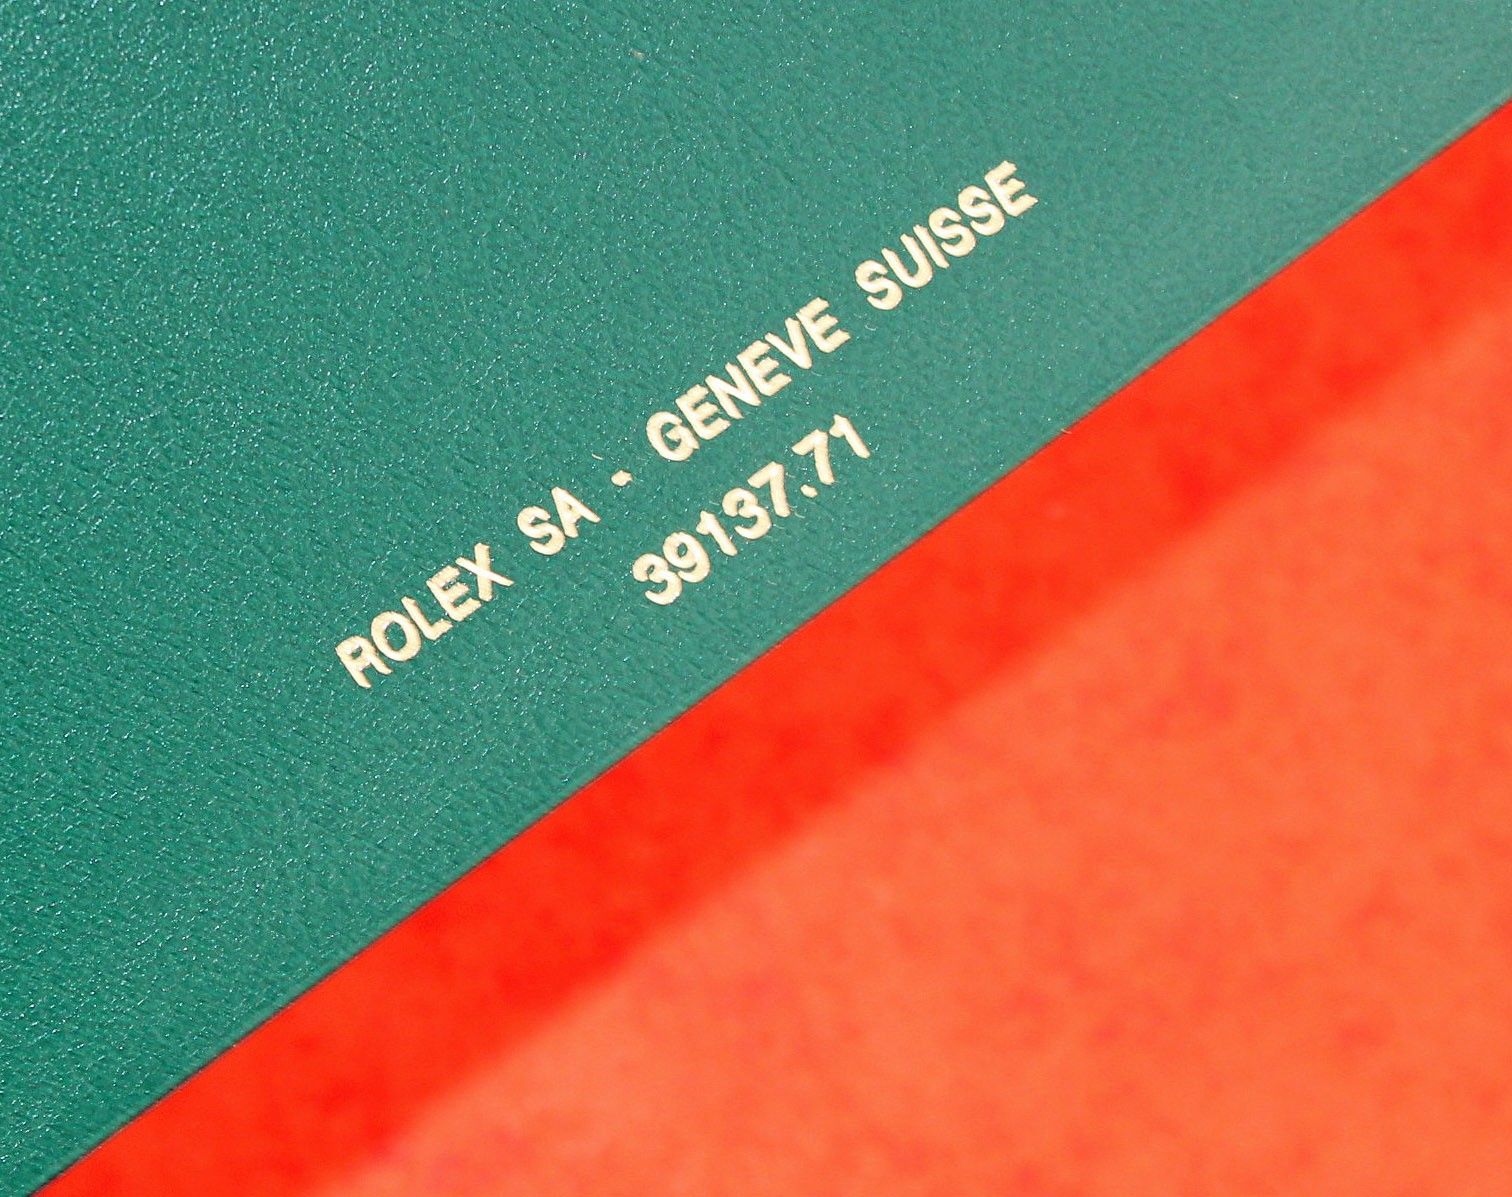 ROLEX SA - GENEVE SUISSE
39137.71